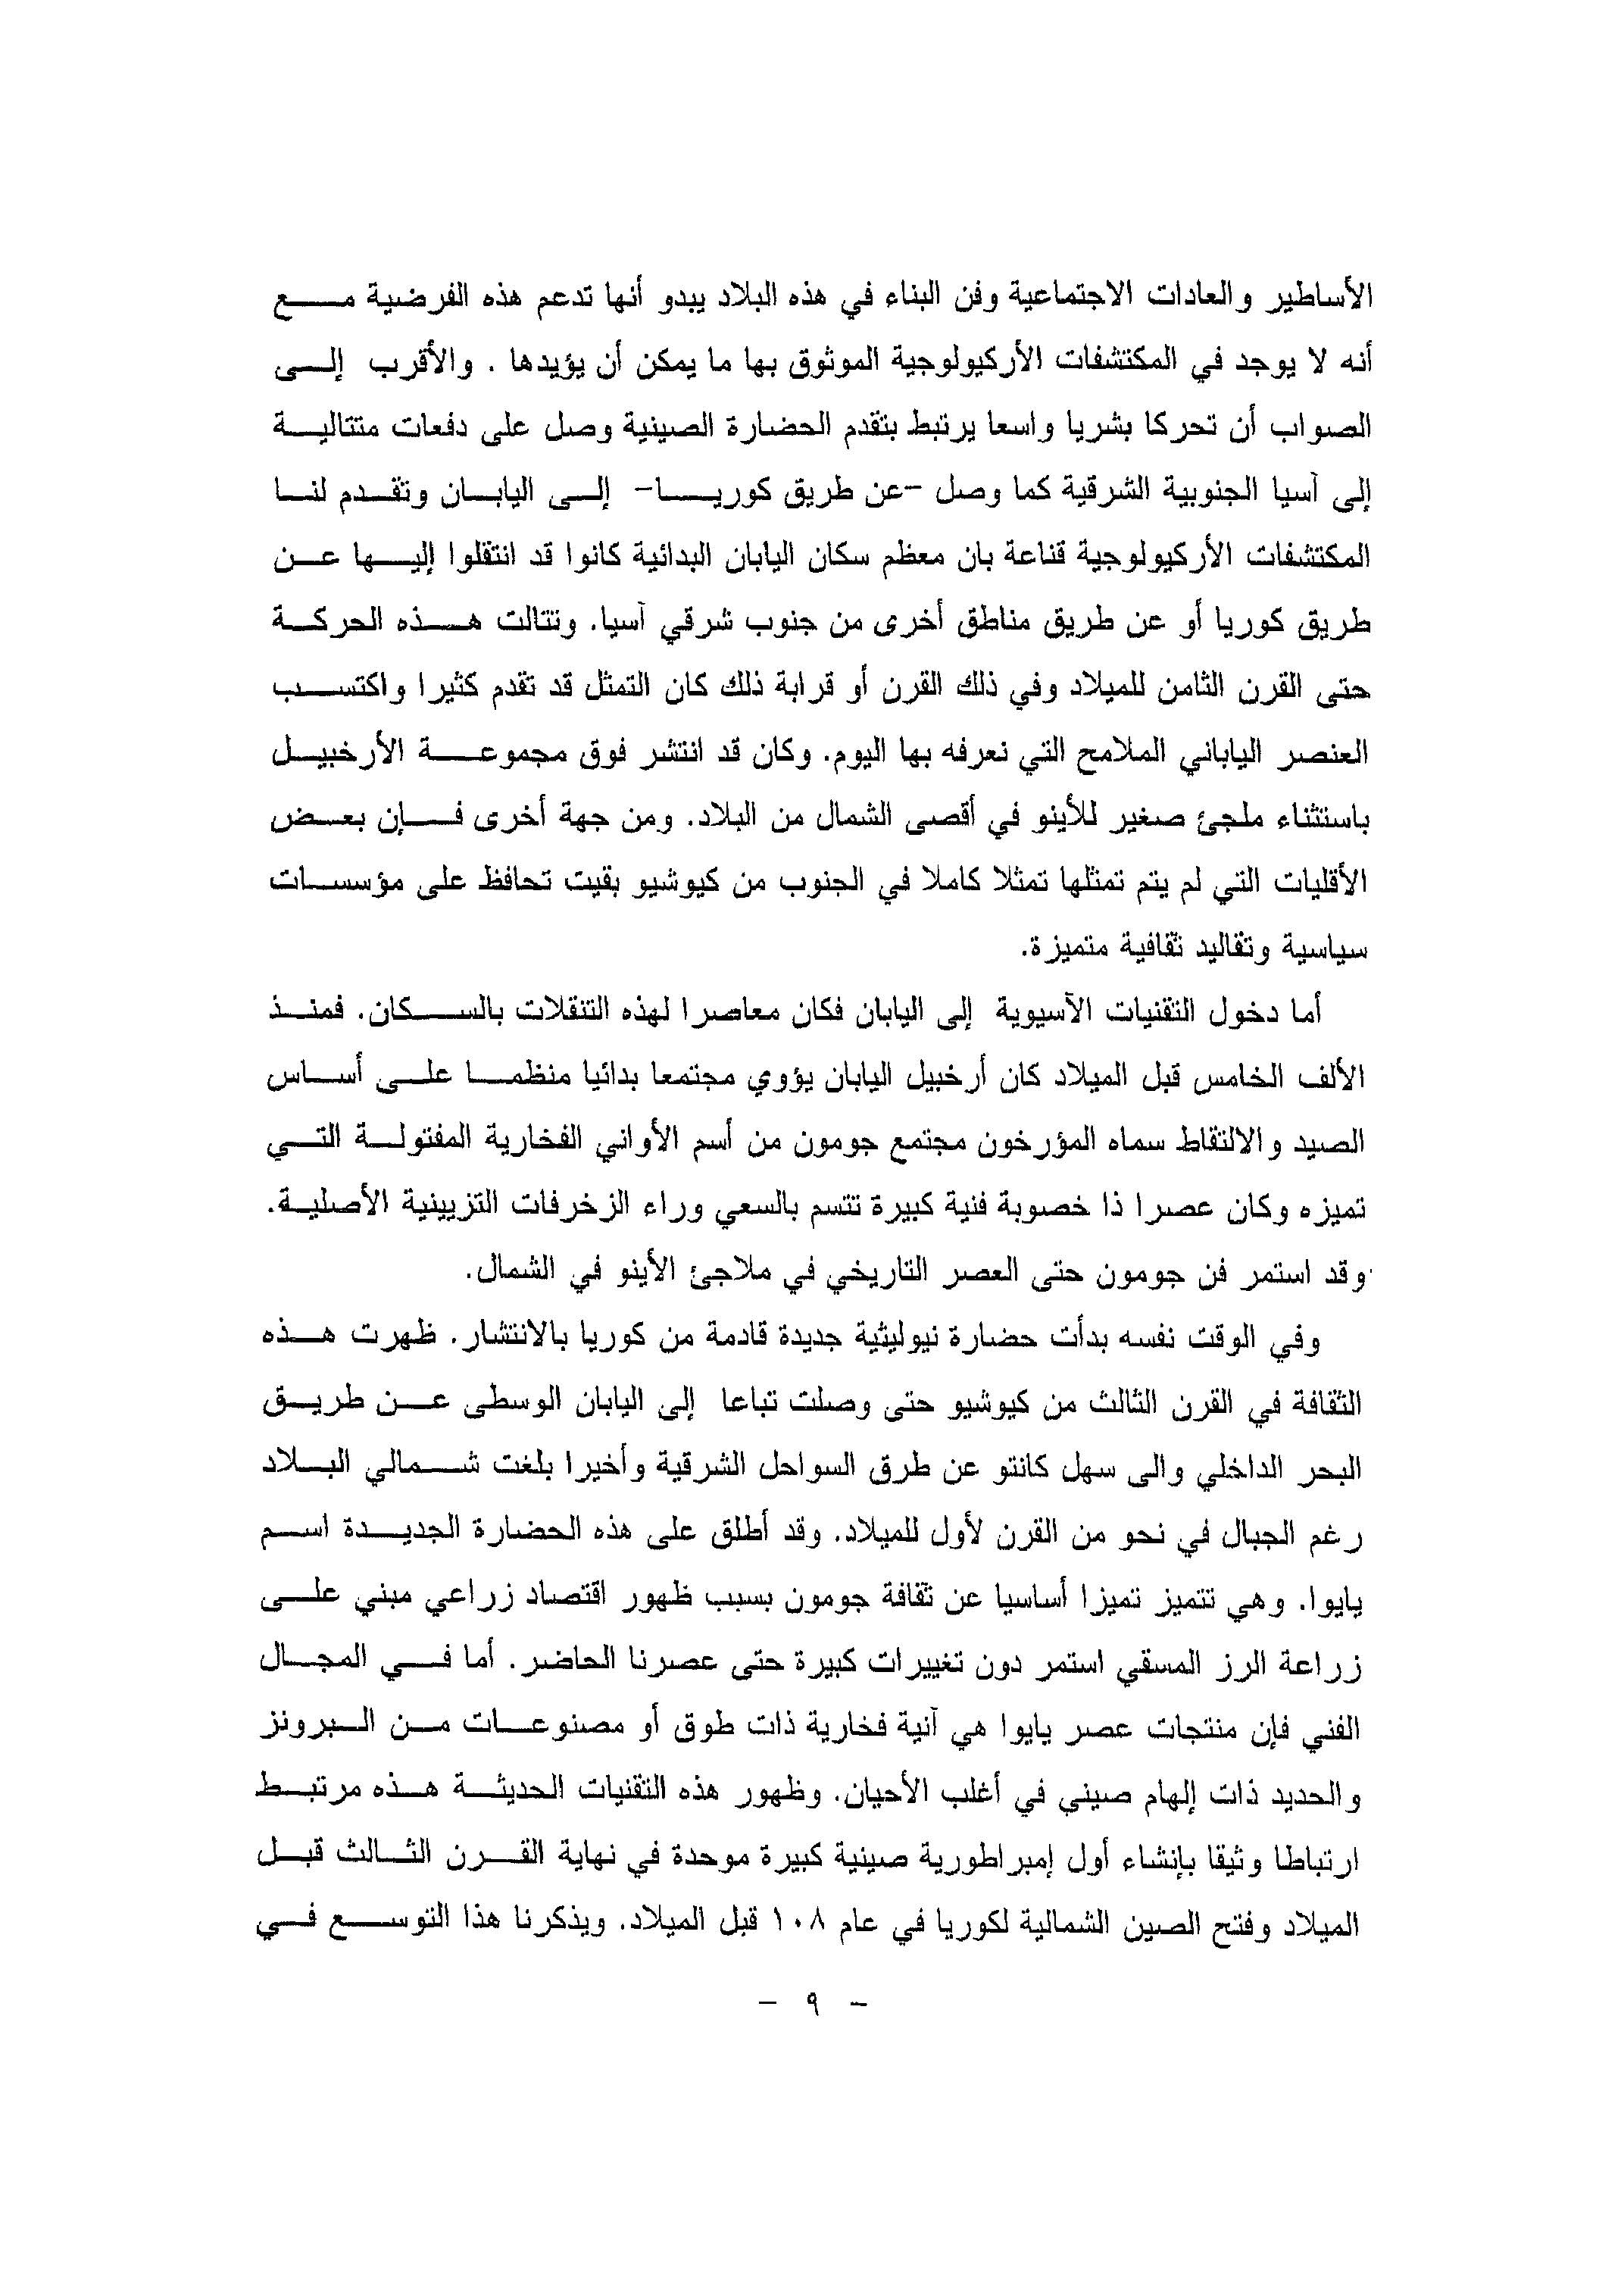 الأساطير والعادات الاجتماعية وفن البناء في هذه البلاد يبدو أنها تدعم هذه الفرضية مع
أنه لا يوجد في المكتشفات الأركيولوجية الموثوق بها ما يمكن أن يؤيدها . والأقرب إلى
الصواب أن تحركا بشريا واسعا يرتبط بتقدم الحضارة الصينية وصل على دفعات متتالية
إلى آسيا الجنوبية الشرقية كما وصل -عن طريق كوريا- إلى اليابان وتقدم لنا
المكتشفات الأركيولوجية قناعة بان معظم سكان اليابان البدائية كانوا قد انتقلوا إليها عن
طريق كوريا أو عن طريق مناطق أخرى من جنوب شرقي آسيا. وتتالت هذه الحركة
حتى القرن الثامن للميلاد وفي ذلك القرن أو قرابة ذلك كان التمثل قد تقدم كثيرا واكتسب
العنصر الياباني الملامح التي نعرفه بها اليوم. وكان قد انتشر فوق مجموعة الأرخبيل
باستثناء ملجئ صغير للأينو في أقصى الشمال من البلاد. ومن جهة أخرى فإن بعض
الأقليات التي لم يتم تمثلها تمثلا كاملا في الجنوب من كيوشيو بقيت تحافظ على مؤسسات
سياسية وتقاليد ثقافية متميزة.
أما دخول التقنيات الآسيوية إلى اليابان فكان معاصرا لهذه التنقلات بالسكان. فمنذ
الألف الخامس قبل الميلاد كان أرخبيل اليابان يؤوي مجتمعا بدائيا منظما على أساس
الصيد والالتقاط سماه المؤرخون مجتمع جومون من أسم الأواني الفخارية المفتولة التي
تميزه وكان عصرا ذا خصوبة فنية كبيرة تتسم بالسعي وراء الزخرفات التزيينية الأصلية.
وقد استمر فن جومون حتى العصر التاريخي في ملاجئ الأينو في الشمال.
وفي الوقت نفسه بدأت حضارة نيوليثية جديدة قادمة من كوريا بالانتشار. ظهرت هذه
الثقافة في القرن الثالث من كيوشيو حتى وصلت تباعا إلى اليابان الوسطى عن طريق
البحر الداخلي والى سهل كانتو عن طرق السواحل الشرقية وأخيرا بلغت شمالي البلاد
رغم الجبال في نحو من القرن لأول للميلاد. وقد أطلق على هذه الحضارة الجديدة اسم
يايوا. وهي تتميز تميزا أساسيا عن ثقافة جومون بسبب ظهور اقتصاد زراعي مبني على
زراعة الرز المسقي استمر دون تغييرات كبيرة حتى عصرنا الحاضر. أما في المجال
الفني فإن منتجات عصر يايوا هي آنية فخارية ذات طوق أو مصنوعات من البرونز
والحديد ذات إلهام صيني في أغلب الأحيان. وظهور هذه التقنيات الحديثة هذه مرتبط
ارتباطا وثيقا بإنشاء أول إمبراطورية صينية كبيرة موحدة في نهاية القرن الثالث قبل
الميلاد وفتح الصين الشمالية لكوريا في عام ١٠٨ قبل الميلاد. ويذكرنا هذا التوسع في
- ٩ -